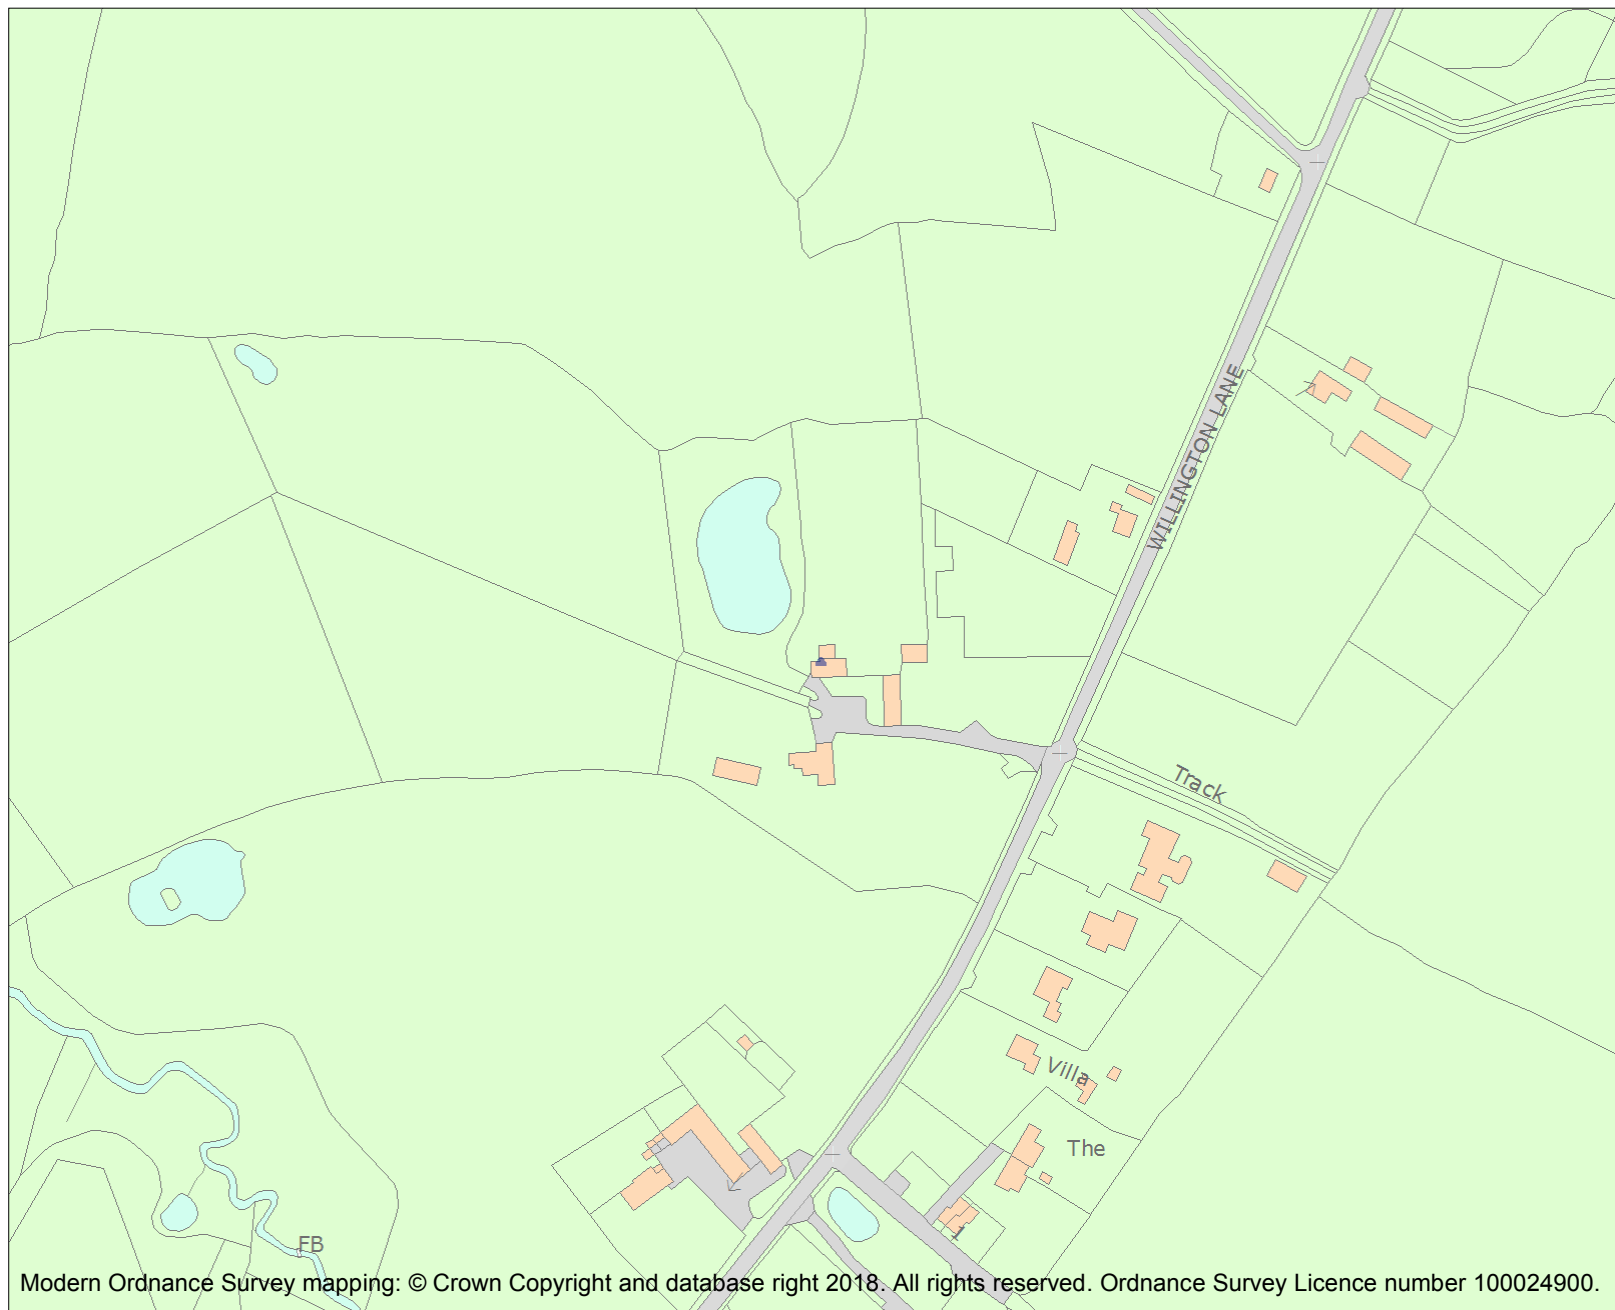 WILLINGTON LANE
7
Track
Villa
The
1
FB
Modern Ordnance Survey mapping: © Crown Copyright and database right 2018. All rights reserved. Ordnance Survey Licence number 100024900.